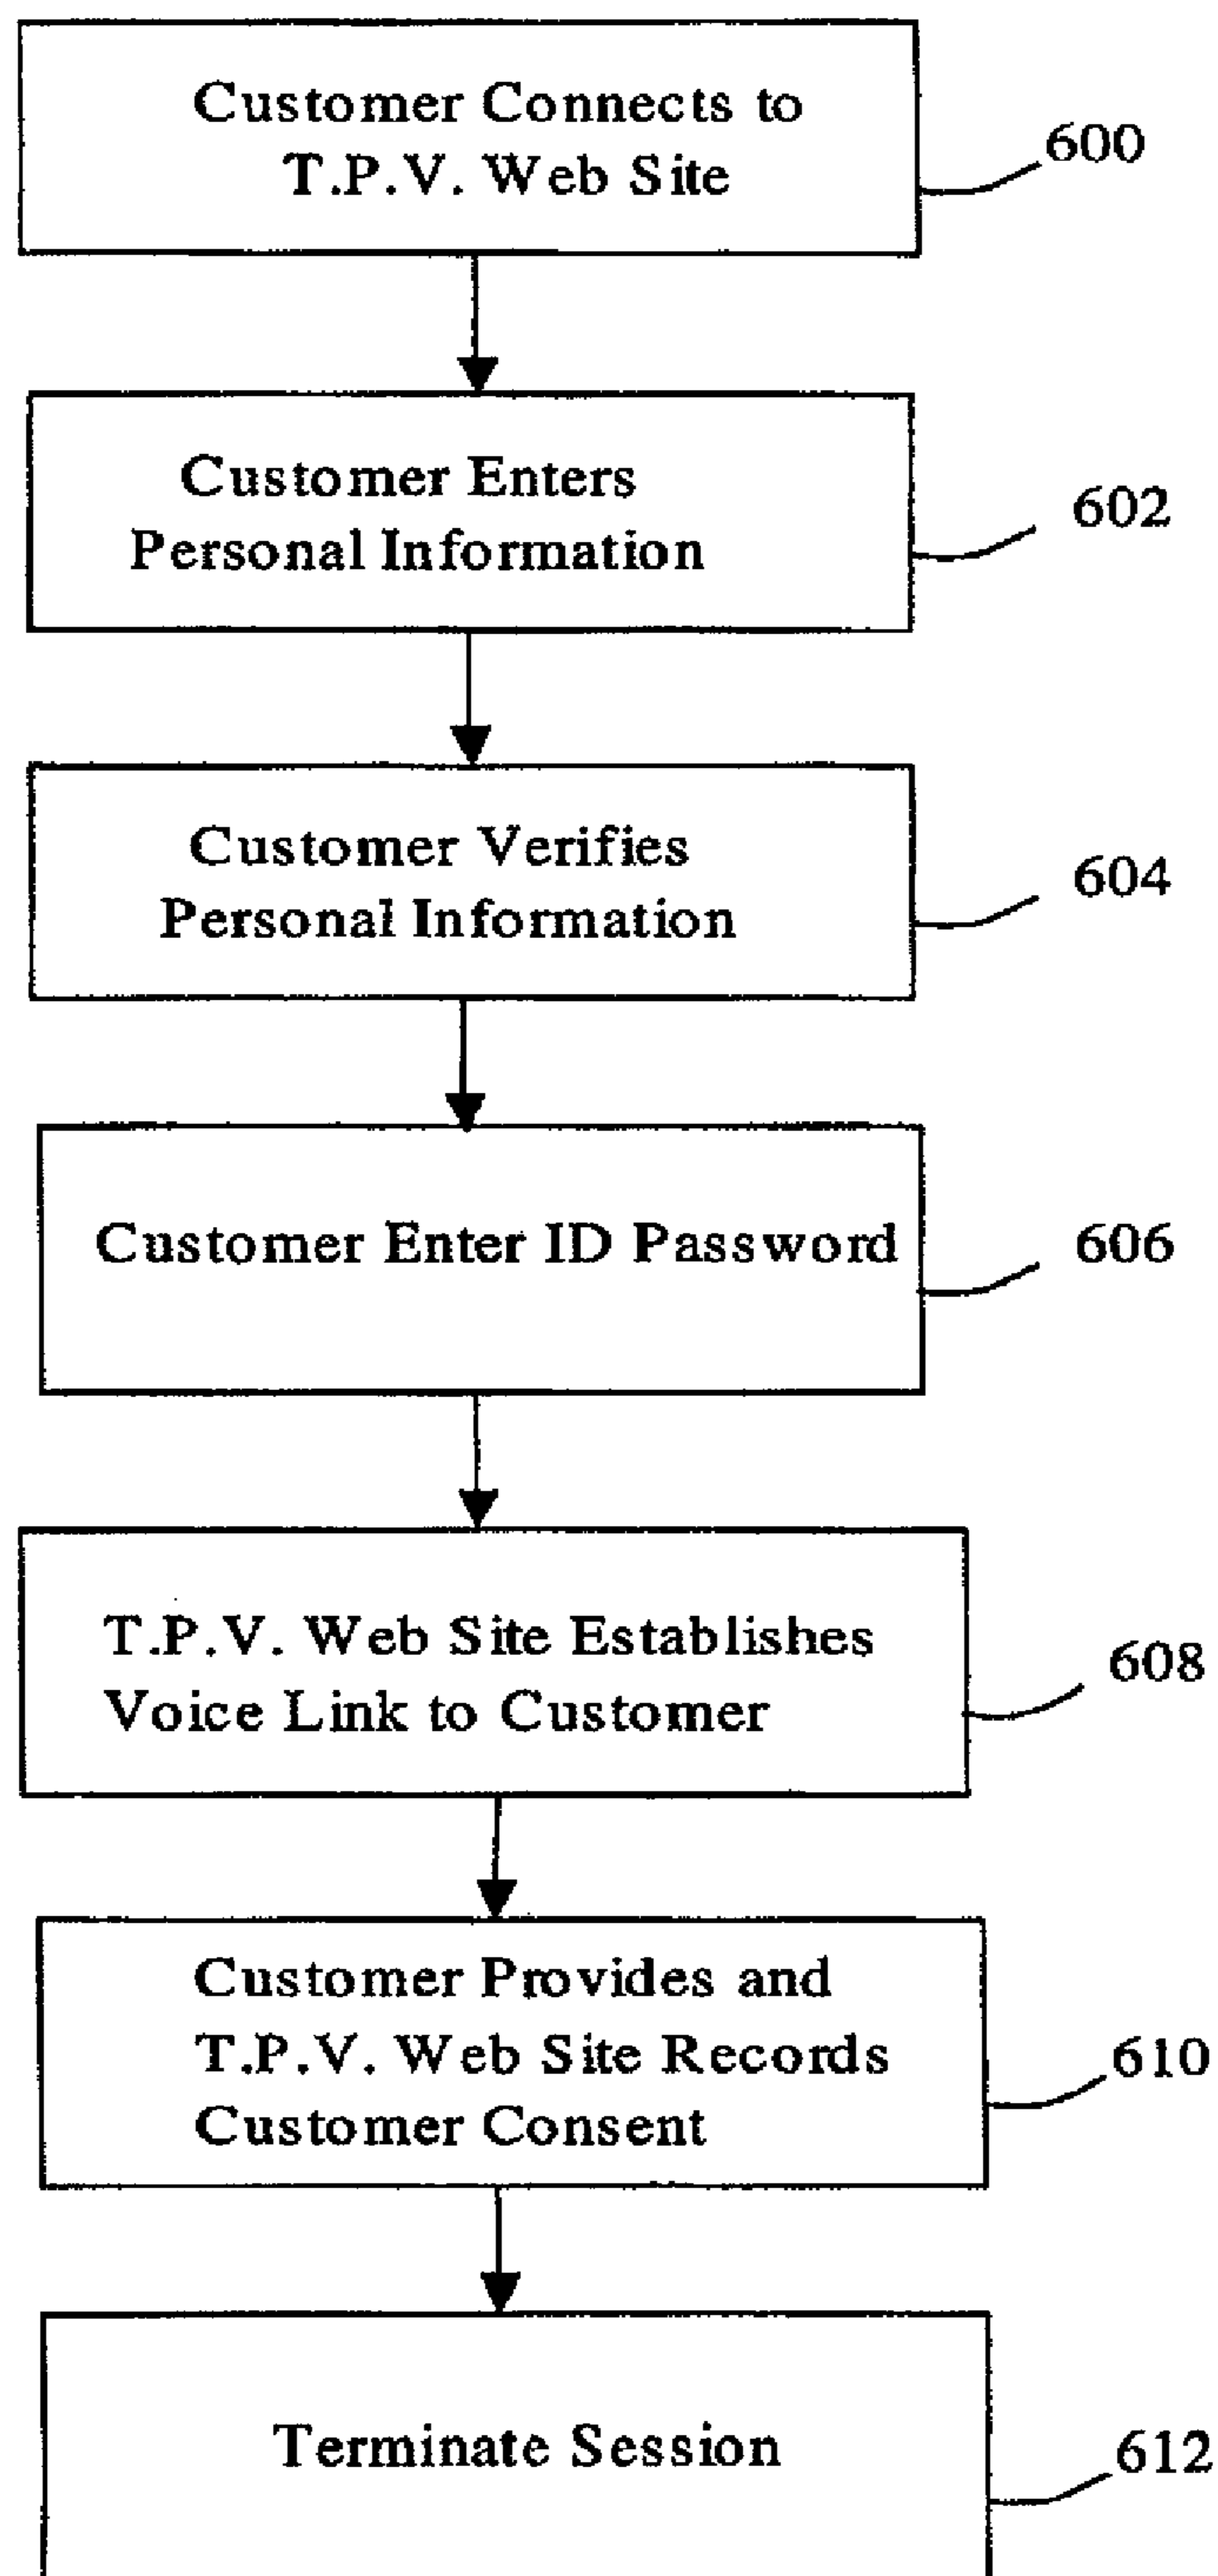 Customer Connects to
T.P.V. Web Site
600
Customer Enters
Personal Information
602
Customer Verifies
Personal Information
604
Customer Enter ID Password
606
T.P.V. Web Site Establishes
Voice Link to Customer
608
Customer Provides and
T.P.V. Web Site Records
Customer Consent
610
Terminate Session
612